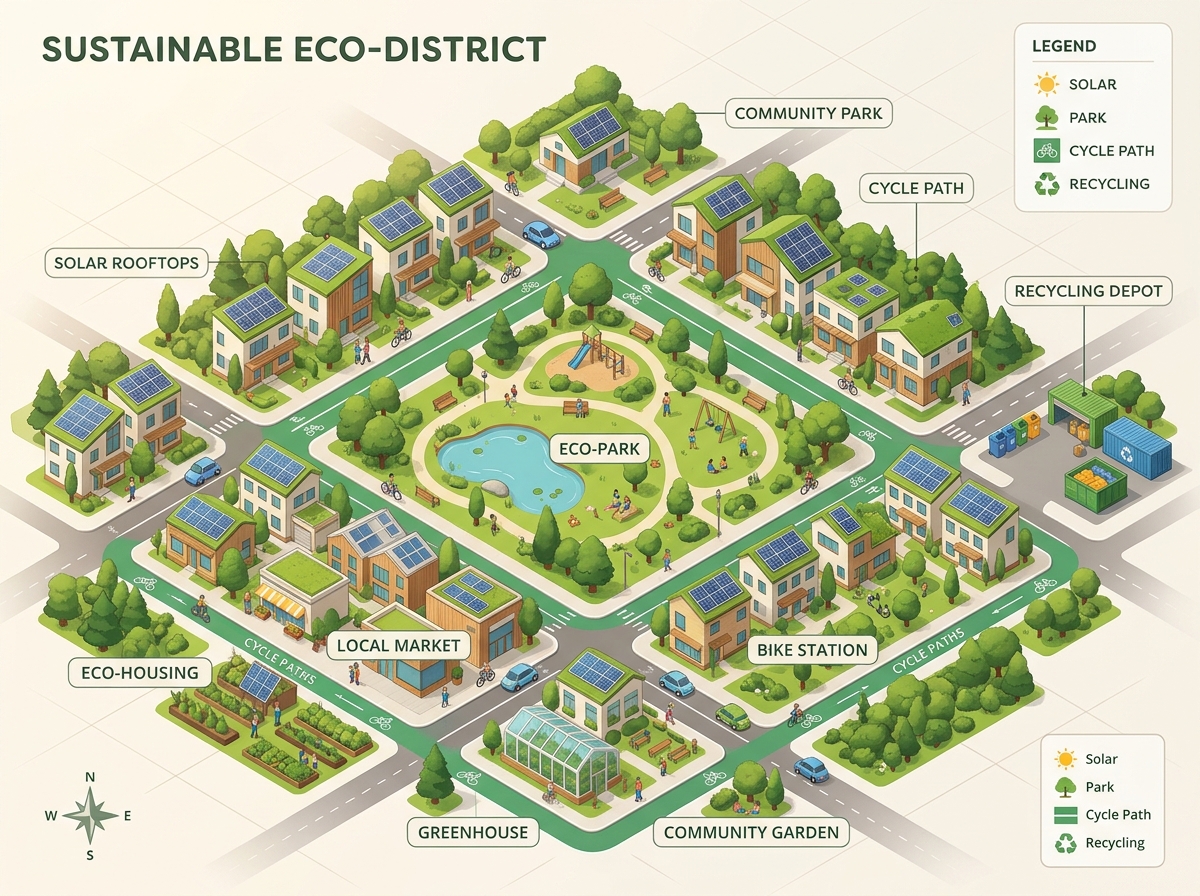 SUSTAINABLE ECO-DISTRICT
LEGEND
SOLAR
PARK
CYCLE PATH
RECYCLING
COMMUNITY PARK
CYCLE PATH
SOLAR ROOFTOPS
RECYCLING DEPOT
ECO-PARK
LOCAL MARKET
BIKE STATION
CYCLE PATHS
CYCLE PATHS
ECO-HOUSING
GREENHOUSE
COMMUNITY GARDEN
N
W
E
S
Solar
Park
Cycle Path
Recycling